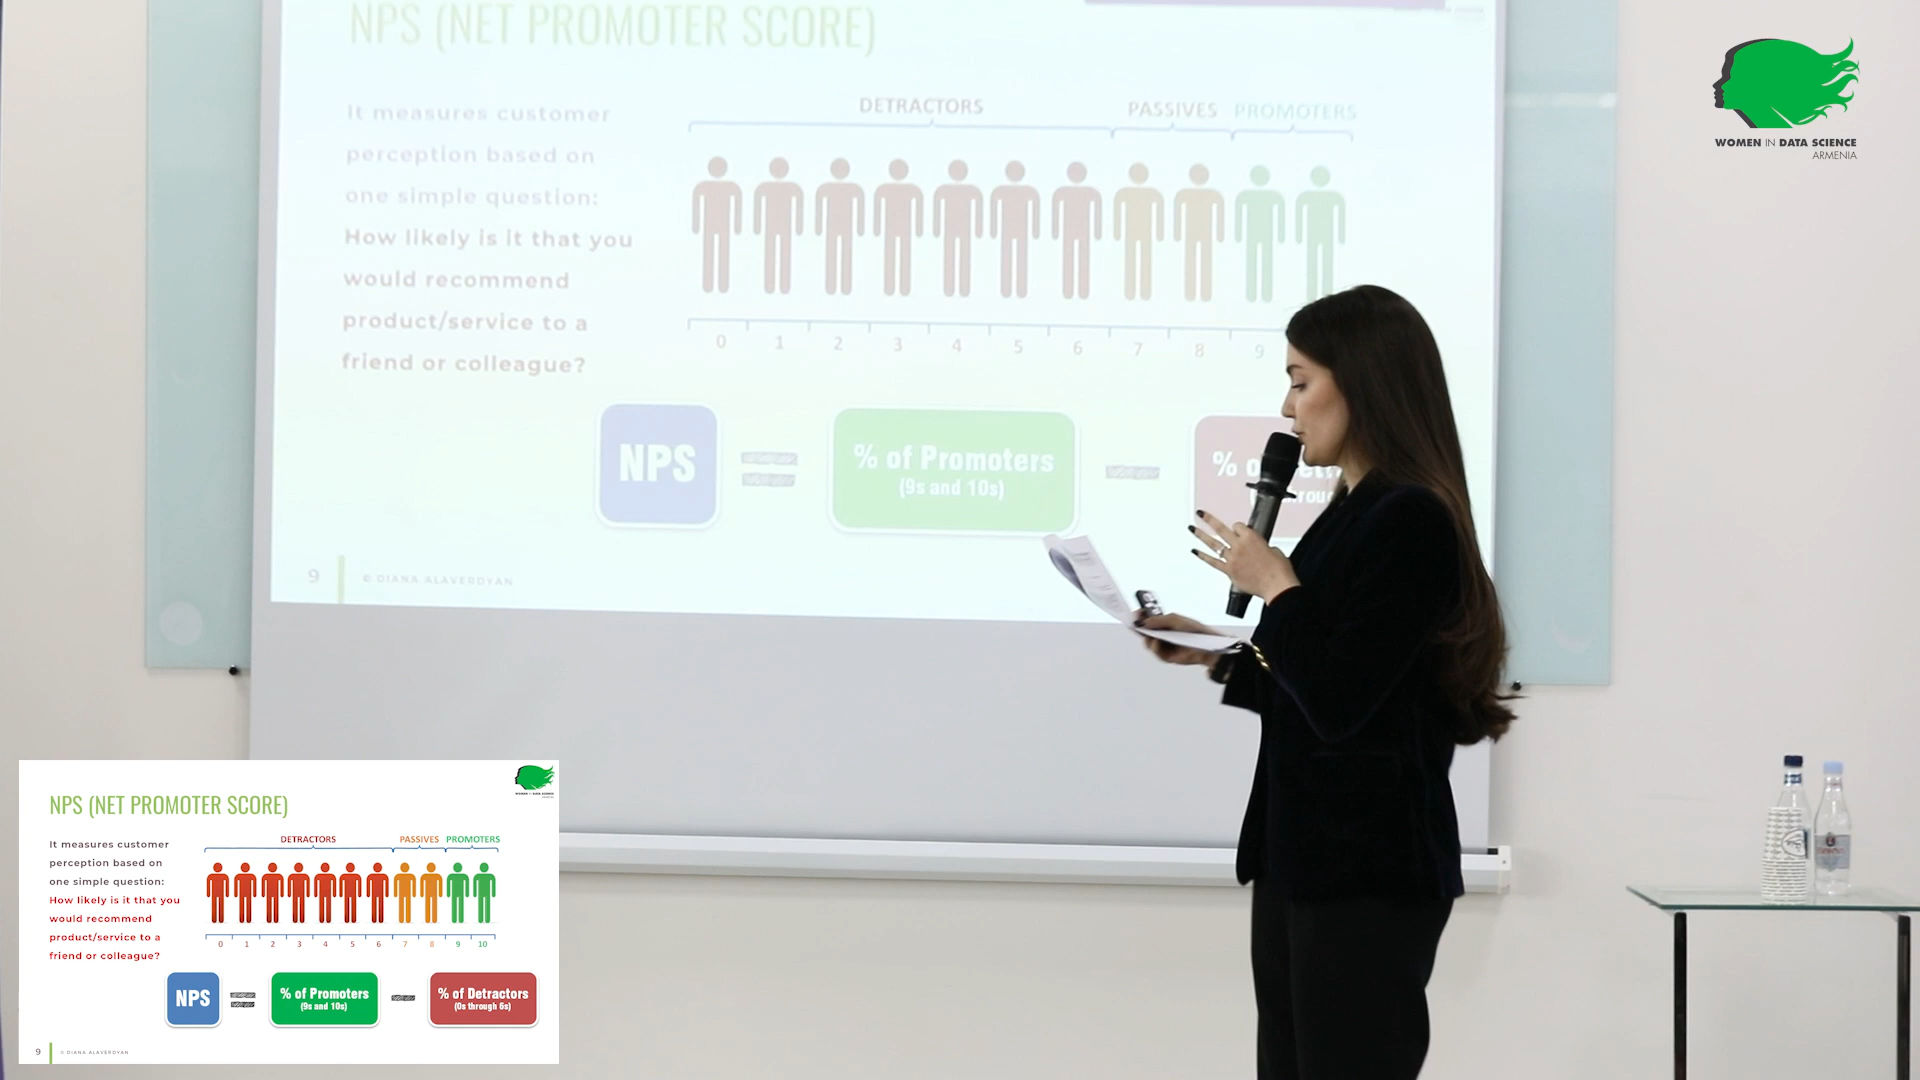 NPS (NET PROMOTER SCORE)
It measures customer
perception based on
one simple question:
How likely is it that you
would recommend
product/service to a
friend or colleague?
DETRACTORS PASSIVES PROMOTERS
0 1 2 3 4 5 6 7 8 9
NPS
% of Promoters
(9s and 10s)
% o
9
© DIANA ALAVERDYAN
WOMEN IN DATA SCIENCE
ARMENIA
NPS (NET PROMOTER SCORE)
It measures customer
perception based on
one simple question:
How likely is it that you
would recommend
product/service to a
friend or colleague?
DETRACTORS PASSIVES PROMOTERS
0 1 2 3 4 5 6 7 8 9 10
NPS
=
% of Promoters
(9s and 10s)
-
% of Detractors
(0s through 6s)
9
© DIANA ALAVERDYAN